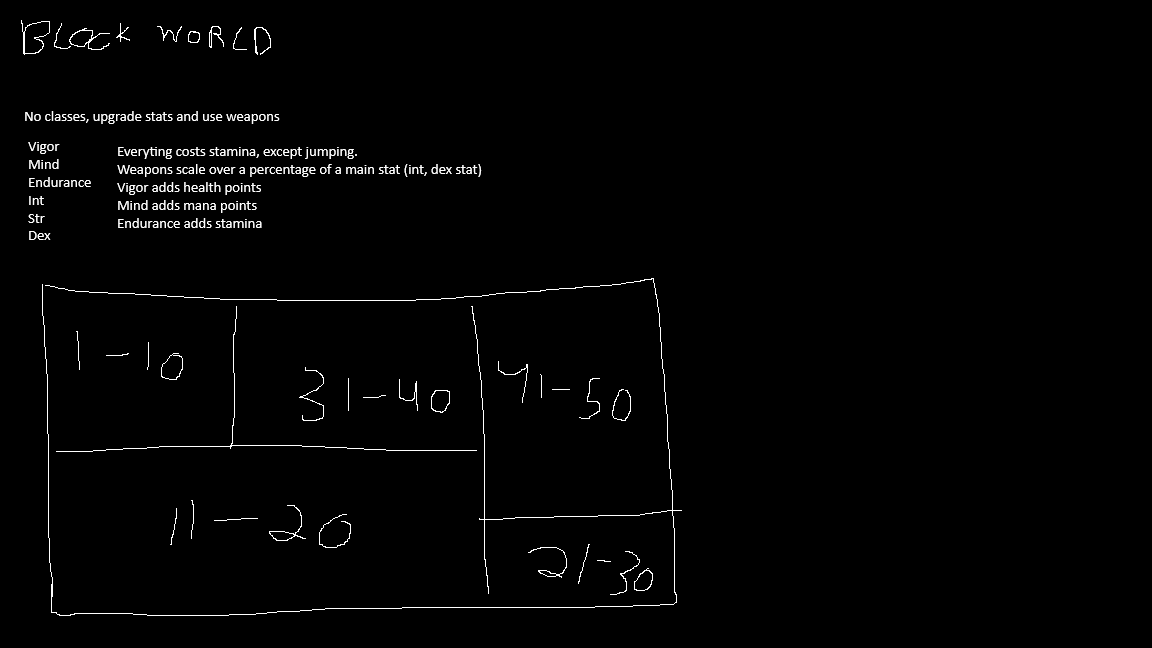 BLOCK WORLD
No classes, upgrade stats and use weapons
Vigor
Mind
Endurance
Int
Str
Dex
Everyting costs stamina, except jumping.
Weapons scale over a percentage of a main stat (int, dex stat)
Vigor adds health points
Mind adds mana points
Endurance adds stamina
1-10
31-40
41-50
11-20
21-30